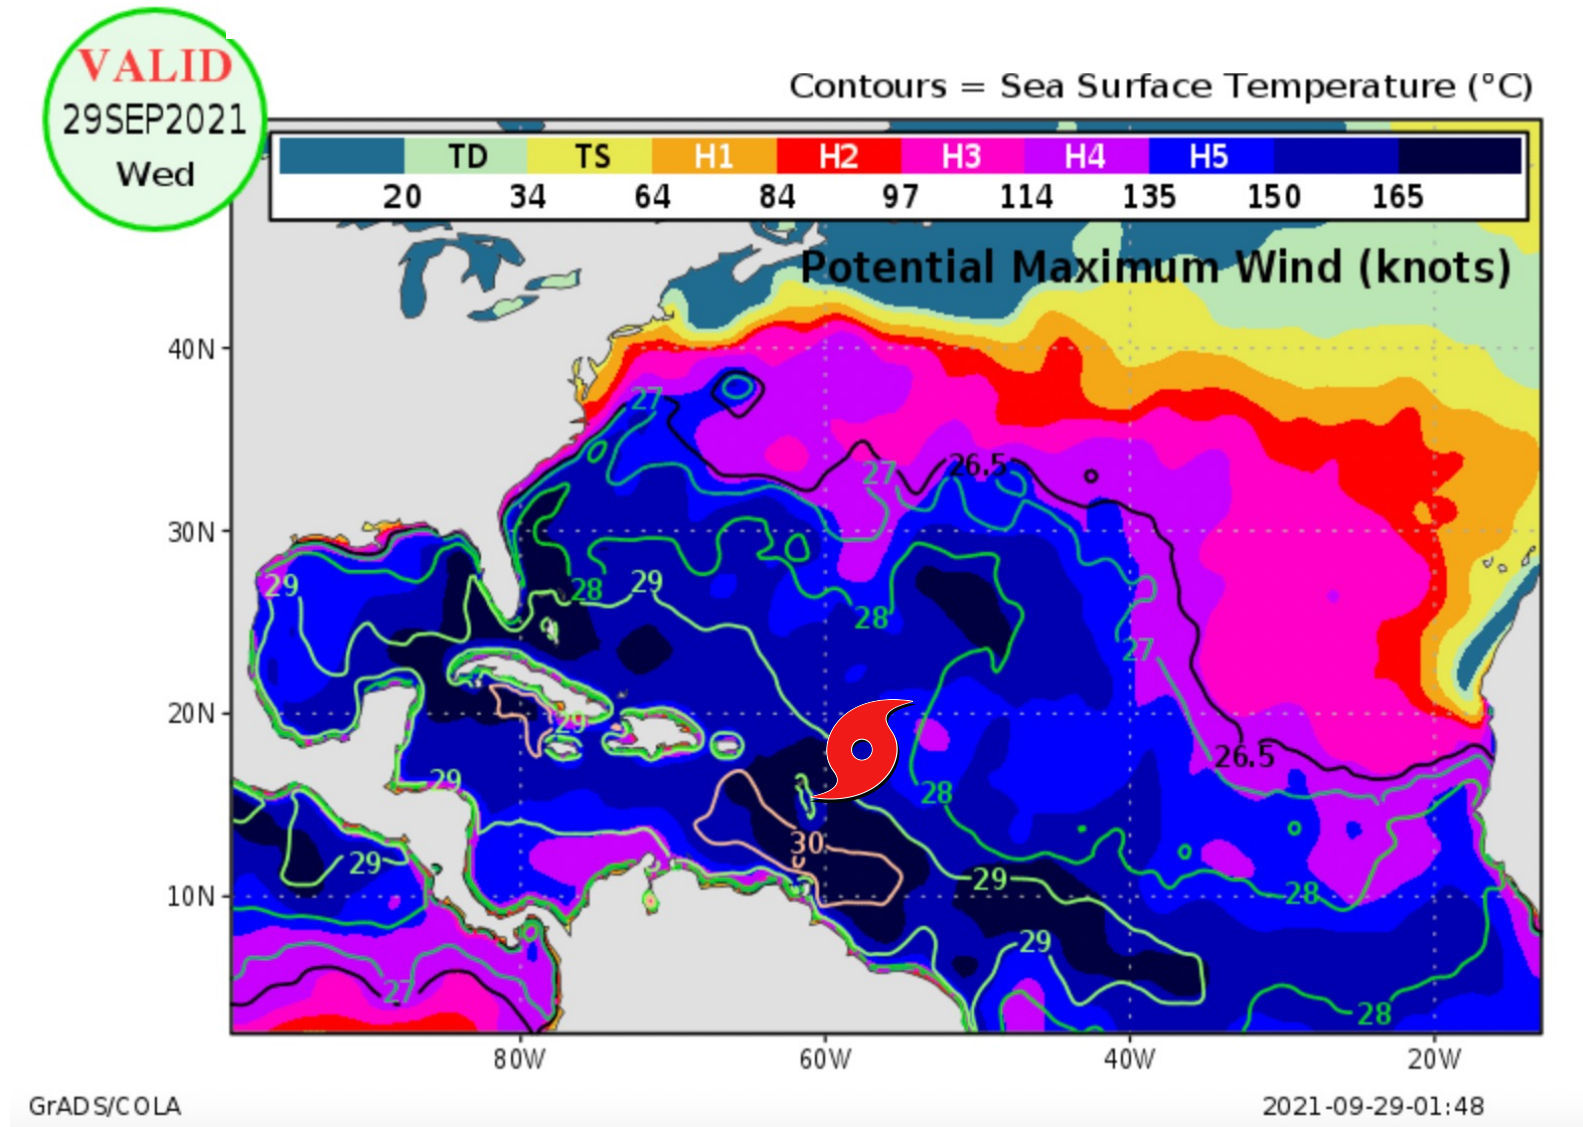 VALID
29SEP2021
Wed
Contours = Sea Surface Temperature (°C)
TD TS H1 H2 H3 H4 H5
20 34 64 84 97 114 135 150 165
Potential Maximum Wind (knots)
40N
27
27
26.5
30N
29
28
29
28
27
20N
29
26.5
29
28
30
29
29
28
10N
29
27
28
80W
60W
40W
20W
GrADS/COLA
2021-09-29-01:48